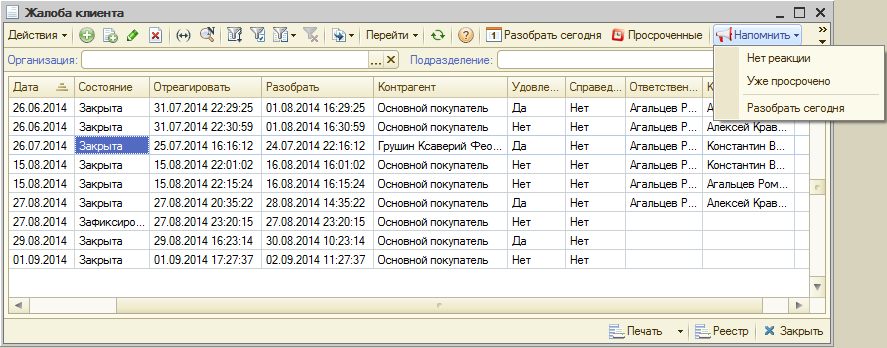 Жалоба клиента
Действия Перейти Разобрать сегодня Просроченные Напомнить
Организация: ... × Подразделение:
Нет реакции
Уже просрочено
Разобрать сегодня
Дата Состояние Отреагировать Разобрать Контрагент Удовле... Справед... Ответствен...
26.06.2014 Закрыта 31.07.2014 22:29:25 01.08.2014 16:29:25 Основной покупатель Да Нет Агальцев Р...
26.06.2014 Закрыта 31.07.2014 22:30:59 01.08.2014 16:30:59 Основной покупатель Нет Нет Агальцев Р... Алексей Крав...
26.07.2014 Закрыта 25.07.2014 16:16:12 24.07.2014 22:16:12 Грушин Ксаверий Фео... Да Нет Агальцев Р... Константин В...
15.08.2014 Закрыта 15.08.2014 22:01:02 16.08.2014 16:01:02 Основной покупатель Нет Нет Агальцев Р... Константин В...
15.08.2014 Закрыта 15.08.2014 22:15:24 16.08.2014 16:15:24 Основной покупатель Нет Нет Агальцев Р... Агальцев Ром...
27.08.2014 Закрыта 27.08.2014 20:35:22 28.08.2014 14:35:22 Основной покупатель Да Нет Агальцев Р... Алексей Крав...
27.08.2014 Зафиксиро... 27.08.2014 23:20:15 27.08.2014 23:20:15 Основной покупатель Нет Нет
29.08.2014 Закрыта 29.08.2014 16:23:14 30.08.2014 10:23:14 Основной покупатель Да Нет
01.09.2014 Закрыта 01.09.2014 17:27:37 02.09.2014 11:27:37 Основной покупатель Нет Нет
Печать Реестр Закрыть